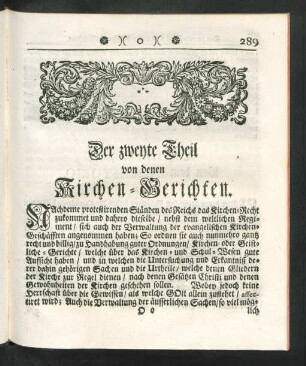 )(o)( 289
Der zweyte Theil
von denen
Kirchen-Gerichten.
NAchdeme protestirenden Ständen des Reichs das Kirchen-Recht
zukommet und dahero dieselbe / nebst dem weltlichen Regi-
ment / sich auch der Verwaltung der evangelischen Kirchen-
Geschäfften angenommen haben: So ordnen sie auch nunmehro gantz
recht und billig / zu Handhabung guter Ordnungen / Kirchen- oder Geist-
liche-Gerichte / welche über das Kirchen- und Schul-Wesen gute
Aufsicht haben / und in welchen die Untersuchung und Erkäntniß de-
rer dahin gehörigen Sachen und die Urtheile / welche denen Gliedern
der Kirche zur Regel dienen / nach denen Gesetzen Christi und denen
Gewohnheiten der Kirchen geschehen sollen. Wobey jedoch keine
Herrschafft über die Gewissen / als welche GOtt allein zustehet / affec-
tiret wird: Auch die Verwaltung der äusserlichen Sachen / so viel mög-
O o lich